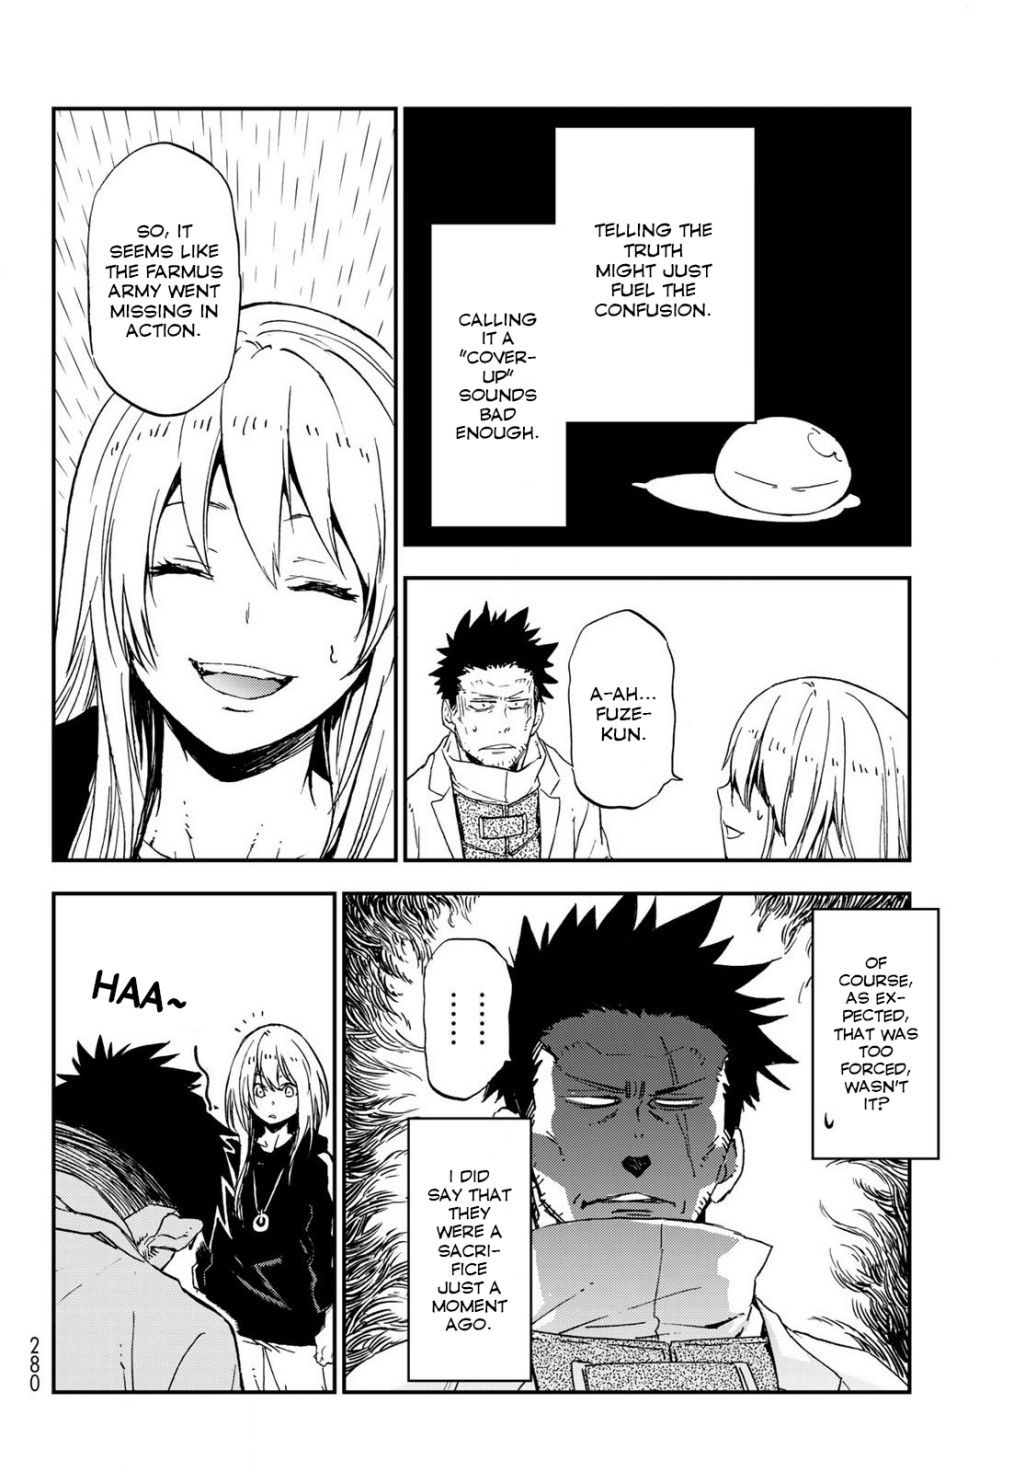 TELLING THE
TRUTH
MIGHT JUST
FUEL THE
CONFUSION.
CALLING
IT A
"COVER-
UP"
SOUNDS
BAD
ENOUGH.
SO, IT
SEEMS LIKE
THE FARMUS
ARMY WENT
MISSING IN
ACTION.
A-AH...
FUZE-
KUN.
OF
COURSE,
AS EX-
PECTED,
THAT WAS
TOO
FORCED,
WASN'T
IT?
......
......
I DID
SAY THAT
THEY
WERE A
SACRI-
FICE
JUST A
MOMENT
AGO.
HAA~
280